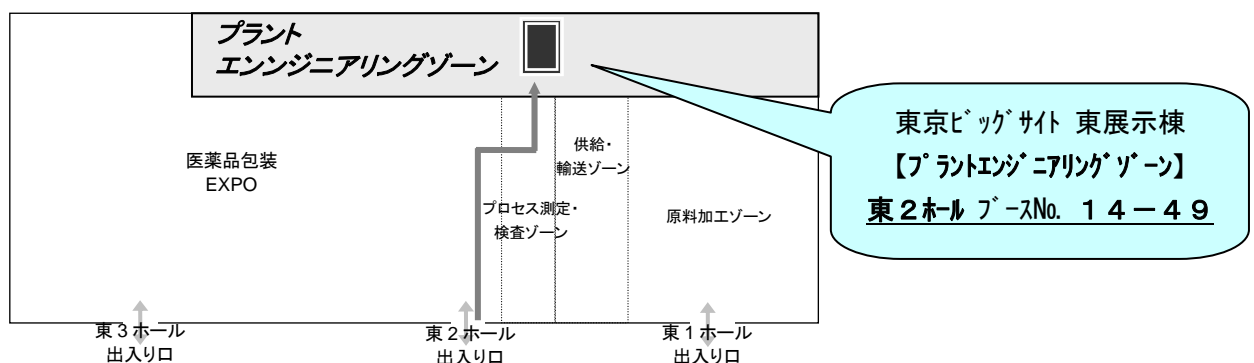 プラント
エンンジニアリングゾーン
東京ビッグサイト 東展示棟
【プラントエンジニアリングゾーン】
東2ホール ブースNo. 14-49
医薬品包装
EXPO
供給・
輸送ゾーン
プロセス測定・
検査ゾーン
原料加工ゾーン
東3ホール
出入り口
東2ホール
出入り口
東1ホール
出入り口